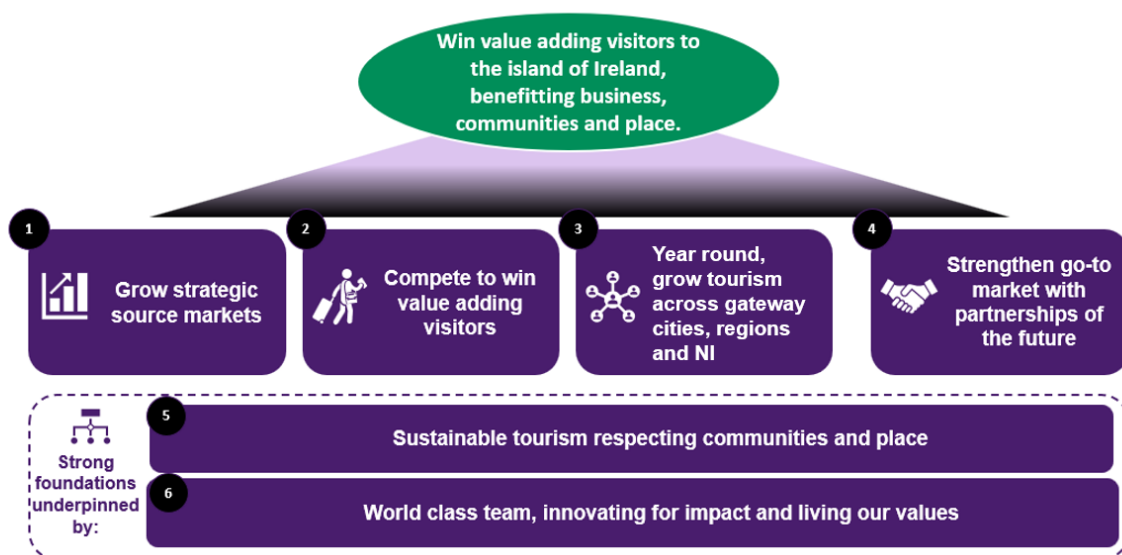 Win value adding visitors to
the island of Ireland,
benefitting business,
communities and place.
1
Grow strategic
source markets
2
Compete to win
value adding
visitors
3
Year round,
grow tourism
across gateway
cities, regions
and NI
4
Strengthen go-to
market with
partnerships of
the future
Strong
foundations
underpinned
by:
5
Sustainable tourism respecting communities and place
6
World class team, innovating for impact and living our values